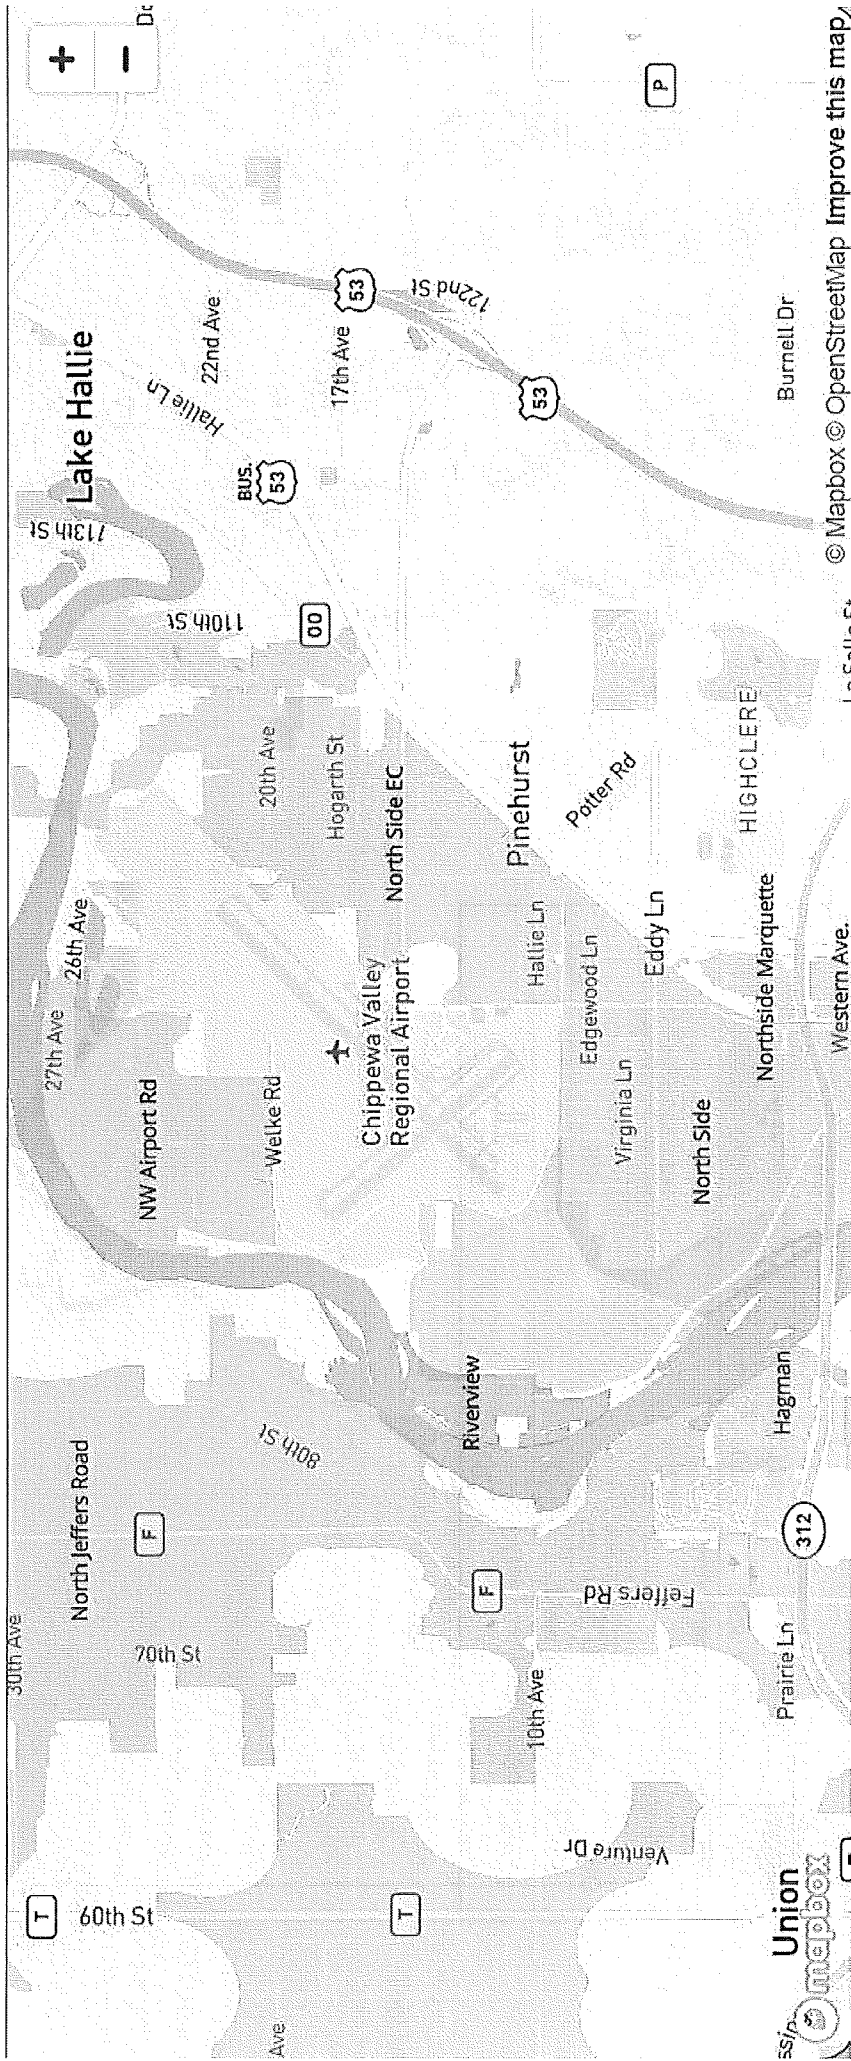 Lake Hallie
113th St
Hallie Ln
22nd Ave
BUS.
53
17th Ave
53
122nd St
53
P
Burnell Dr
110th St
OO
20th Ave
Hogarth St
North Side EC
Pinehurst
Potter Rd
HIGHCLERE
27th Ave
26th Ave
NW Airport Rd
Welke Rd
Chippewa Valley
Regional Airport
Hallie Ln
Edgewood Ln
Virginia Ln
Eddy Ln
North Side
Northside Marquette
Western Ave.
North Jeffers Road
F
80th St
Riverview
Hagman
30th Ave
70th St
F
Feffers Rd
10th Ave
312
Prairie Ln
T
60th St
T
Venture Dr
Union
Ave
mapbox
© Mapbox © OpenStreetMap Improve this map